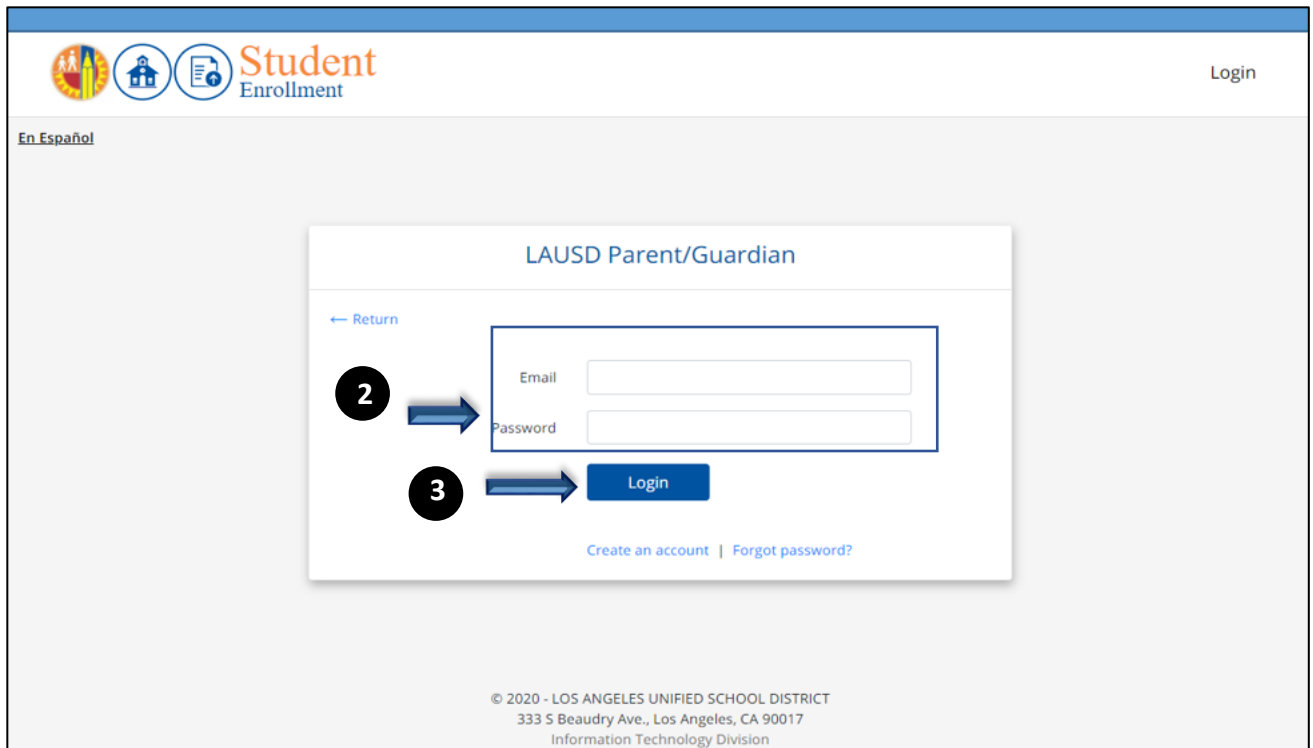 Student
Enrollment
Login
En Español
LAUSD Parent/Guardian
← Return
Email
2
Password
3
Login
Create an account | Forgot password?
© 2020 - LOS ANGELES UNIFIED SCHOOL DISTRICT
333 S Beaudry Ave., Los Angeles, CA 90017
Information Technology Division